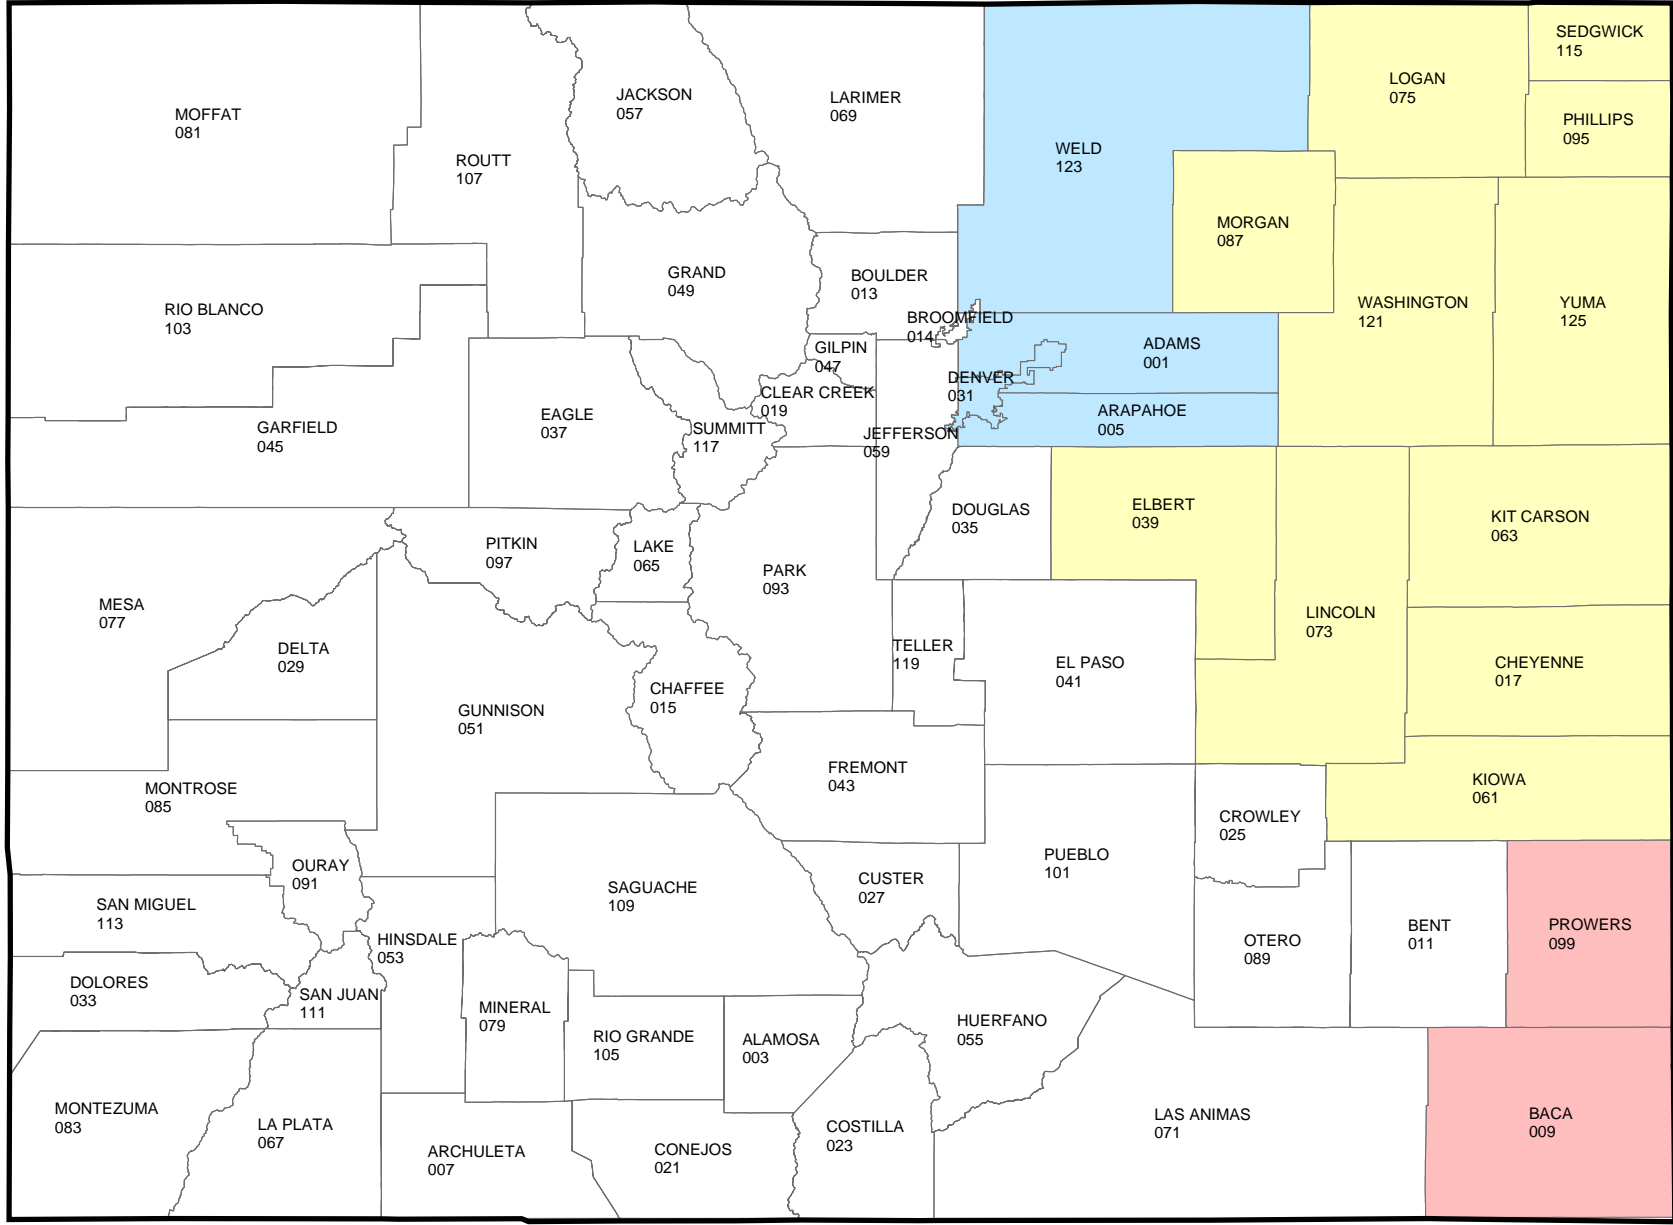 SEDGWICK
115
LOGAN
075
JACKSON
057
LARIMER
069
MOFFAT
081
PHILLIPS
095
WELD
123
ROUTT
107
MORGAN
087
GRAND
049
BOULDER
013
RIO BLANCO
103
WASHINGTON
121
YUMA
125
BROOMFIELD
014
GILPIN
047
ADAMS
001
DENVER
031
CLEAR CREEK
019
ARAPAHOE
005
EAGLE
037
GARFIELD
045
SUMMITT
117
JEFFERSON
059
DOUGLAS
035
ELBERT
039
KIT CARSON
063
PITKIN
097
LAKE
065
PARK
093
MESA
077
LINCOLN
073
DELTA
029
TELLER
119
EL PASO
041
CHEYENNE
017
CHAFFEE
015
GUNNISON
051
FREMONT
043
KIOWA
061
MONTROSE
085
CROWLEY
025
OURAY
091
PUEBLO
101
SAGUACHE
109
CUSTER
027
SAN MIGUEL
113
HINSDALE
053
OTERO
089
BENT
011
PROWERS
099
DOLORES
033
SAN JUAN
111
MINERAL
079
RIO GRANDE
105
ALAMOSA
003
HUERFANO
055
MONTEZUMA
083
LA PLATA
067
ARCHULETA
007
CONEJOS
021
COSTILLA
023
LAS ANIMAS
071
BACA
009